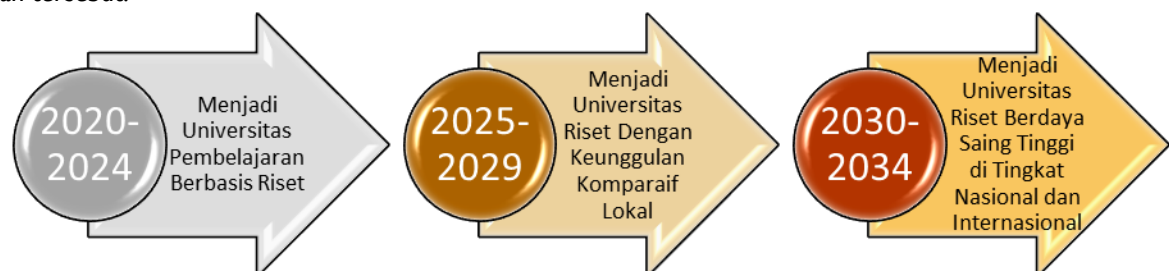 2020-
2024
Menjadi
Universitas
Pembelajaran
Berbasis Riset
2025-
2029
Menjadi
Universitas
Riset Dengan
Keunggulan
Komparaif
Lokal
2030-
2034
Menjadi
Universitas
Riset Berdaya
Saing Tinggi
di Tingkat
Nasional dan
Internasional